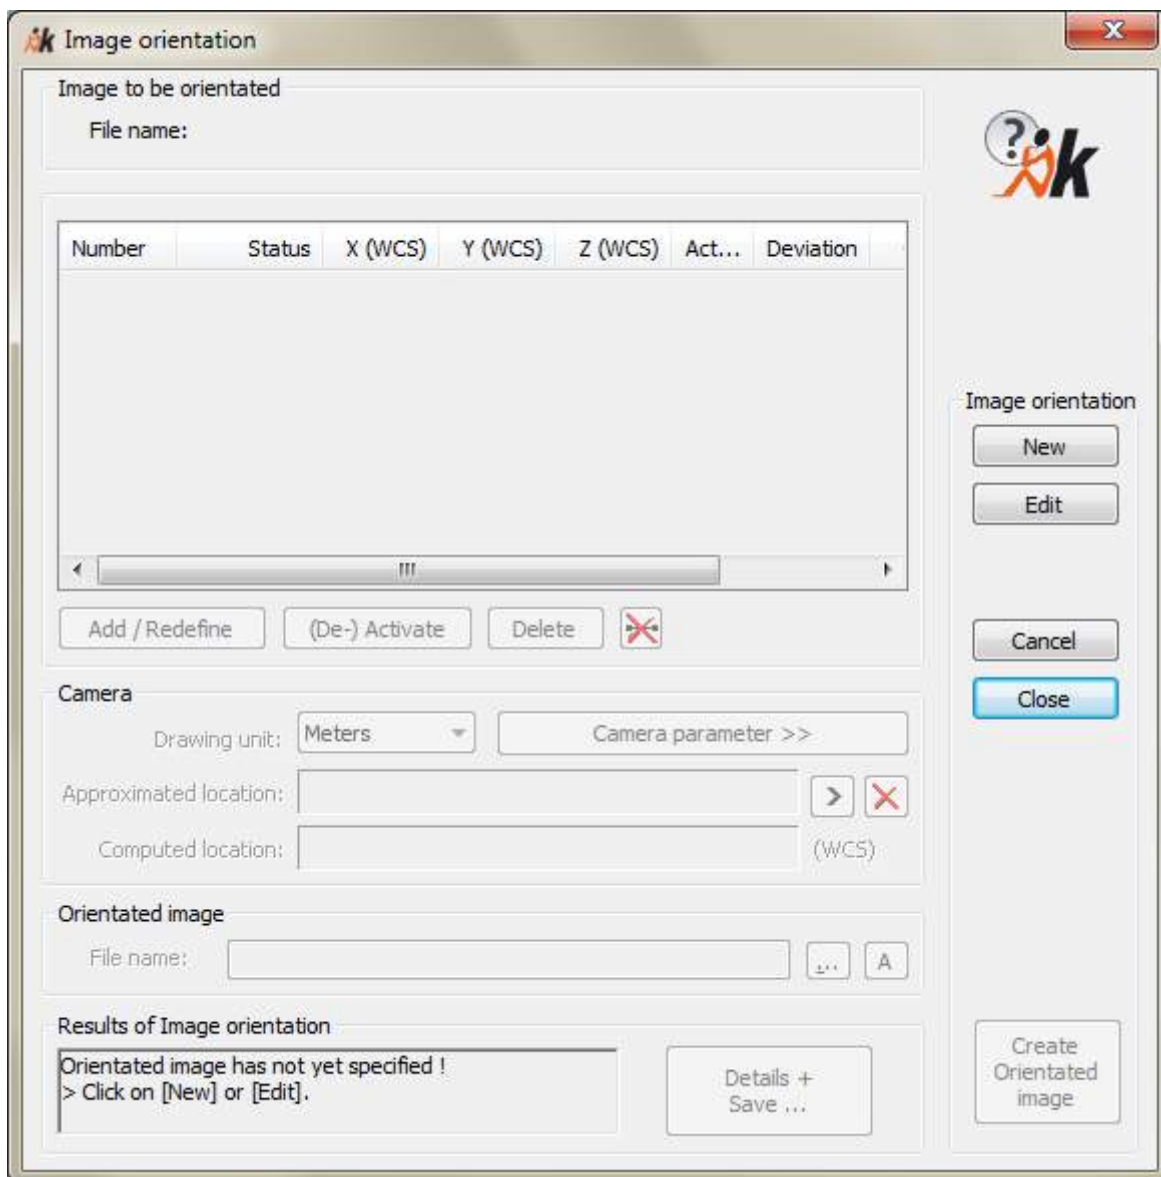 Image orientation
Image to be orientated
File name:
Number Status X (WCS) Y (WCS) Z (WCS) Act... Deviation
Add / Redefine (De-) Activate Delete
Camera
Drawing unit: Meters Camera parameter >>
Approximated location: >
Computed location: (WCS)
Orientated image
File name: ... A
Results of Image orientation
Orientated image has not yet specified !
> Click on [New] or [Edit].
Details +
Save ...
?
k
Image orientation
New
Edit
Cancel
Close
Create
Orientated
image